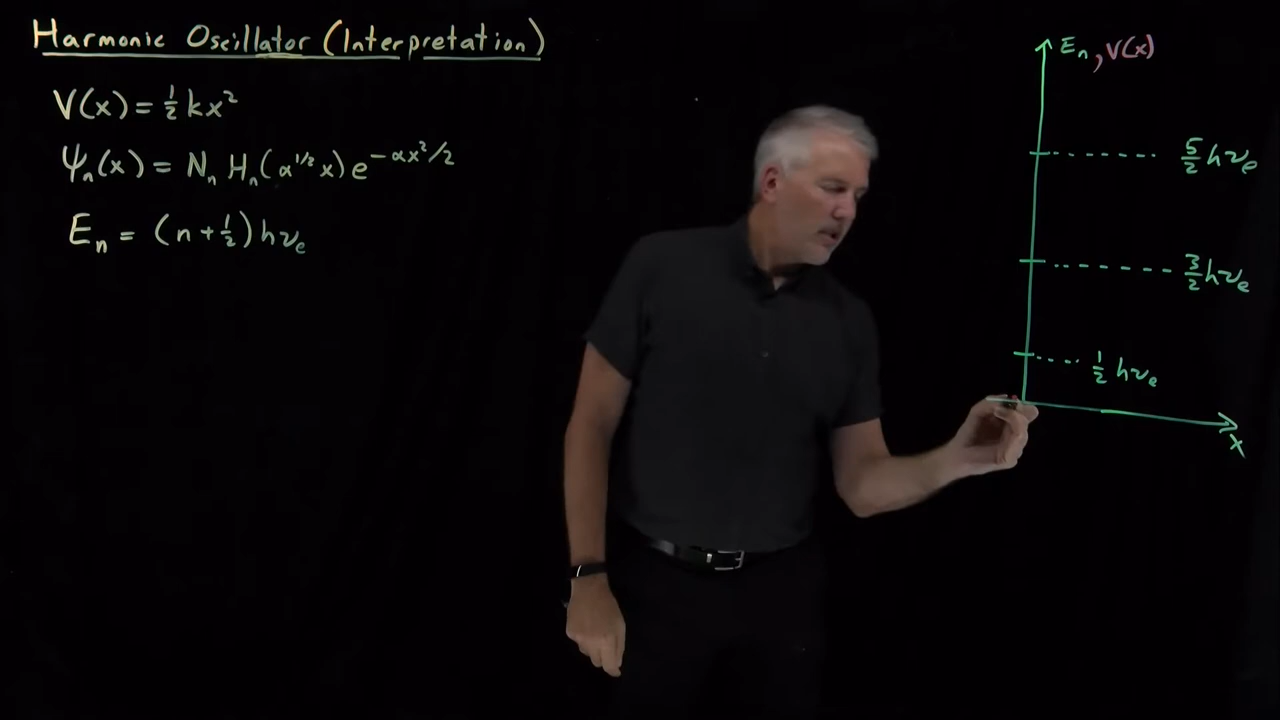 Harmonic Oscillator (Interpretation)
V(x) = ½ kx²
ψₙ(x) = Nₙ Hₙ(α^{1/2} x) e^{-αx²/2}
Eₙ = (n + ½) hνₑ
Eₙ, V(x)
5/2 hνₑ
3/2 hνₑ
½ hνₑ
x